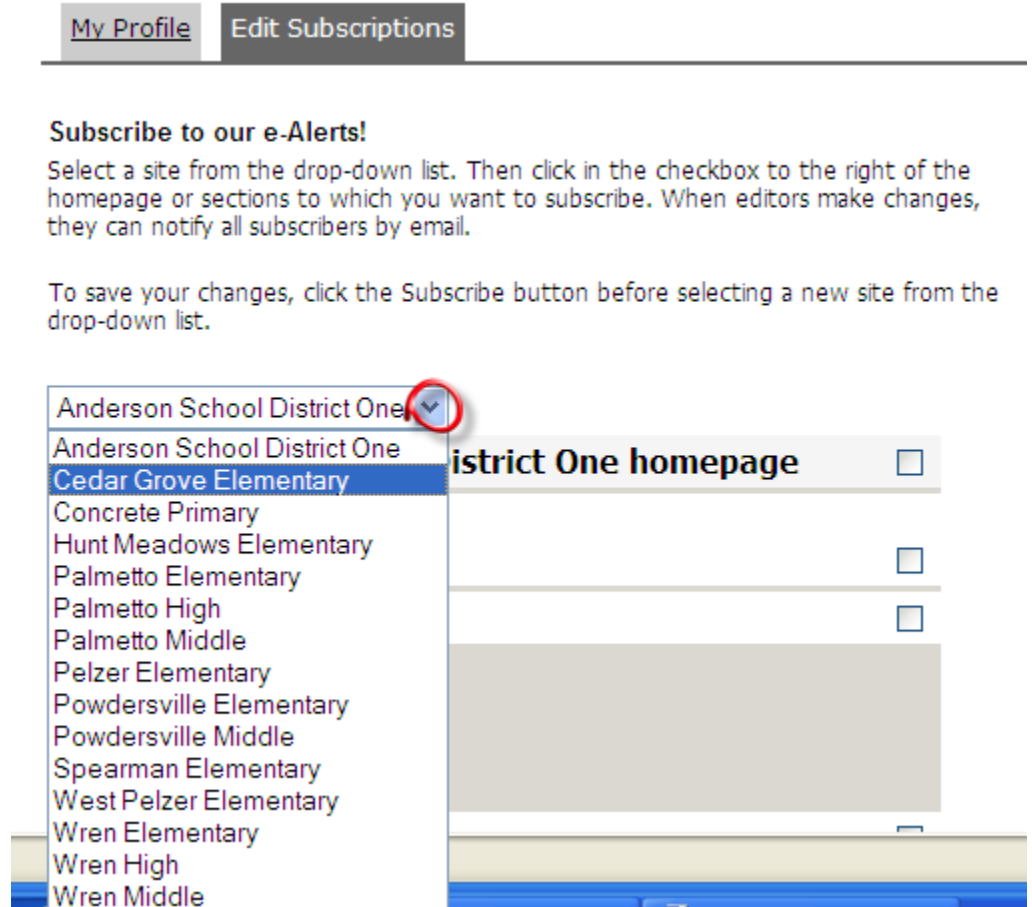 My Profile
Edit Subscriptions
Subscribe to our e-Alerts!
Select a site from the drop-down list. Then click in the checkbox to the right of the
homepage or sections to which you want to subscribe. When editors make changes,
they can notify all subscribers by email.
To save your changes, click the Subscribe button before selecting a new site from the
drop-down list.
Anderson School District One
Anderson School District One
istrict One homepage
Cedar Grove Elementary
Concrete Primary
Hunt Meadows Elementary
Palmetto Elementary
Palmetto High
Palmetto Middle
Pelzer Elementary
Powdersville Elementary
Powdersville Middle
Spearman Elementary
West Pelzer Elementary
Wren Elementary
Wren High
Wren Middle